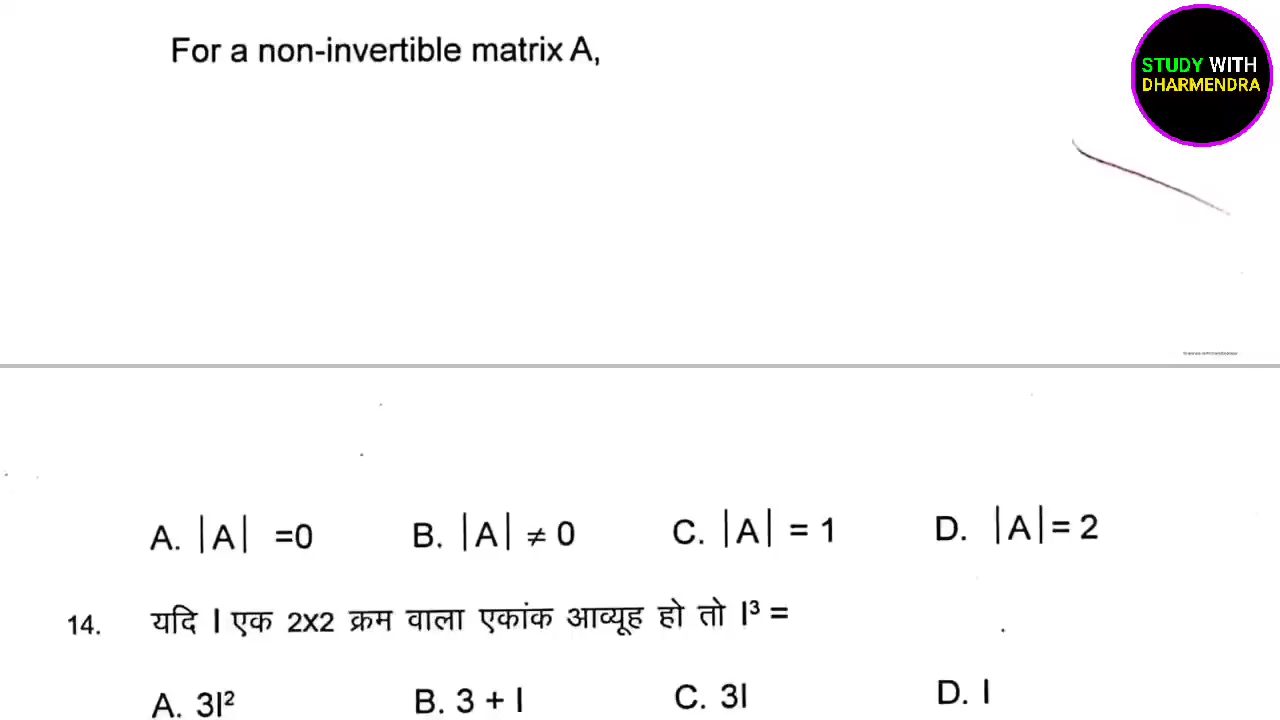 For a non-invertible matrix A,
STUDY WITH
DHARMENDRA
A. |A| =0 B. |A| ≠ 0 C. |A| = 1 D. |A|= 2
14. यदि I एक 2x2 क्रम वाला एकांक आव्यूह हो तो I³ =
A. 3I² B. 3 + I C. 3I D. I